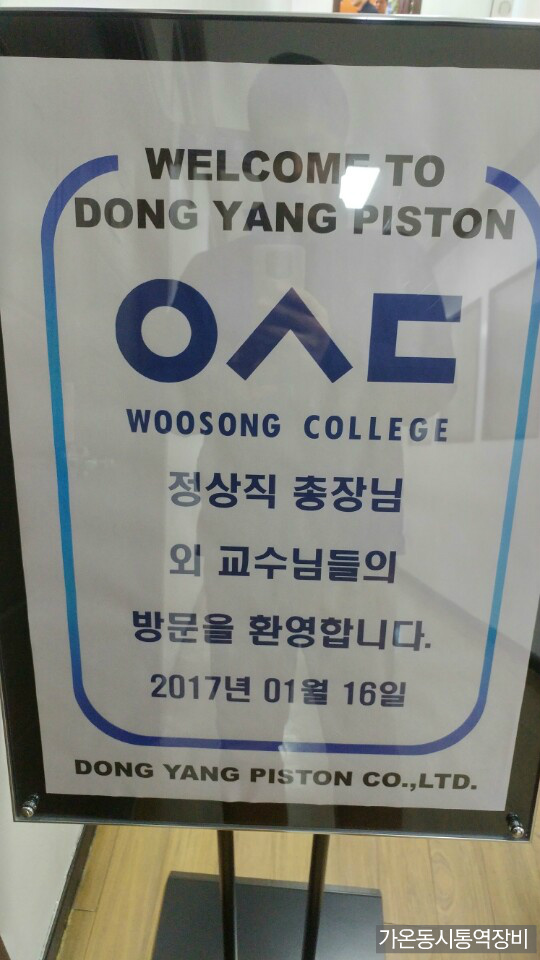 WELCOME TO
DONG YANG PISTON
ㅇㅅㄷ
WOOSONG COLLEGE
정상직 총장님
외 교수님들의
방문을 환영합니다.
2017년 01월 16일
DONG YANG PISTON CO.,LTD.
가온동시통역장비